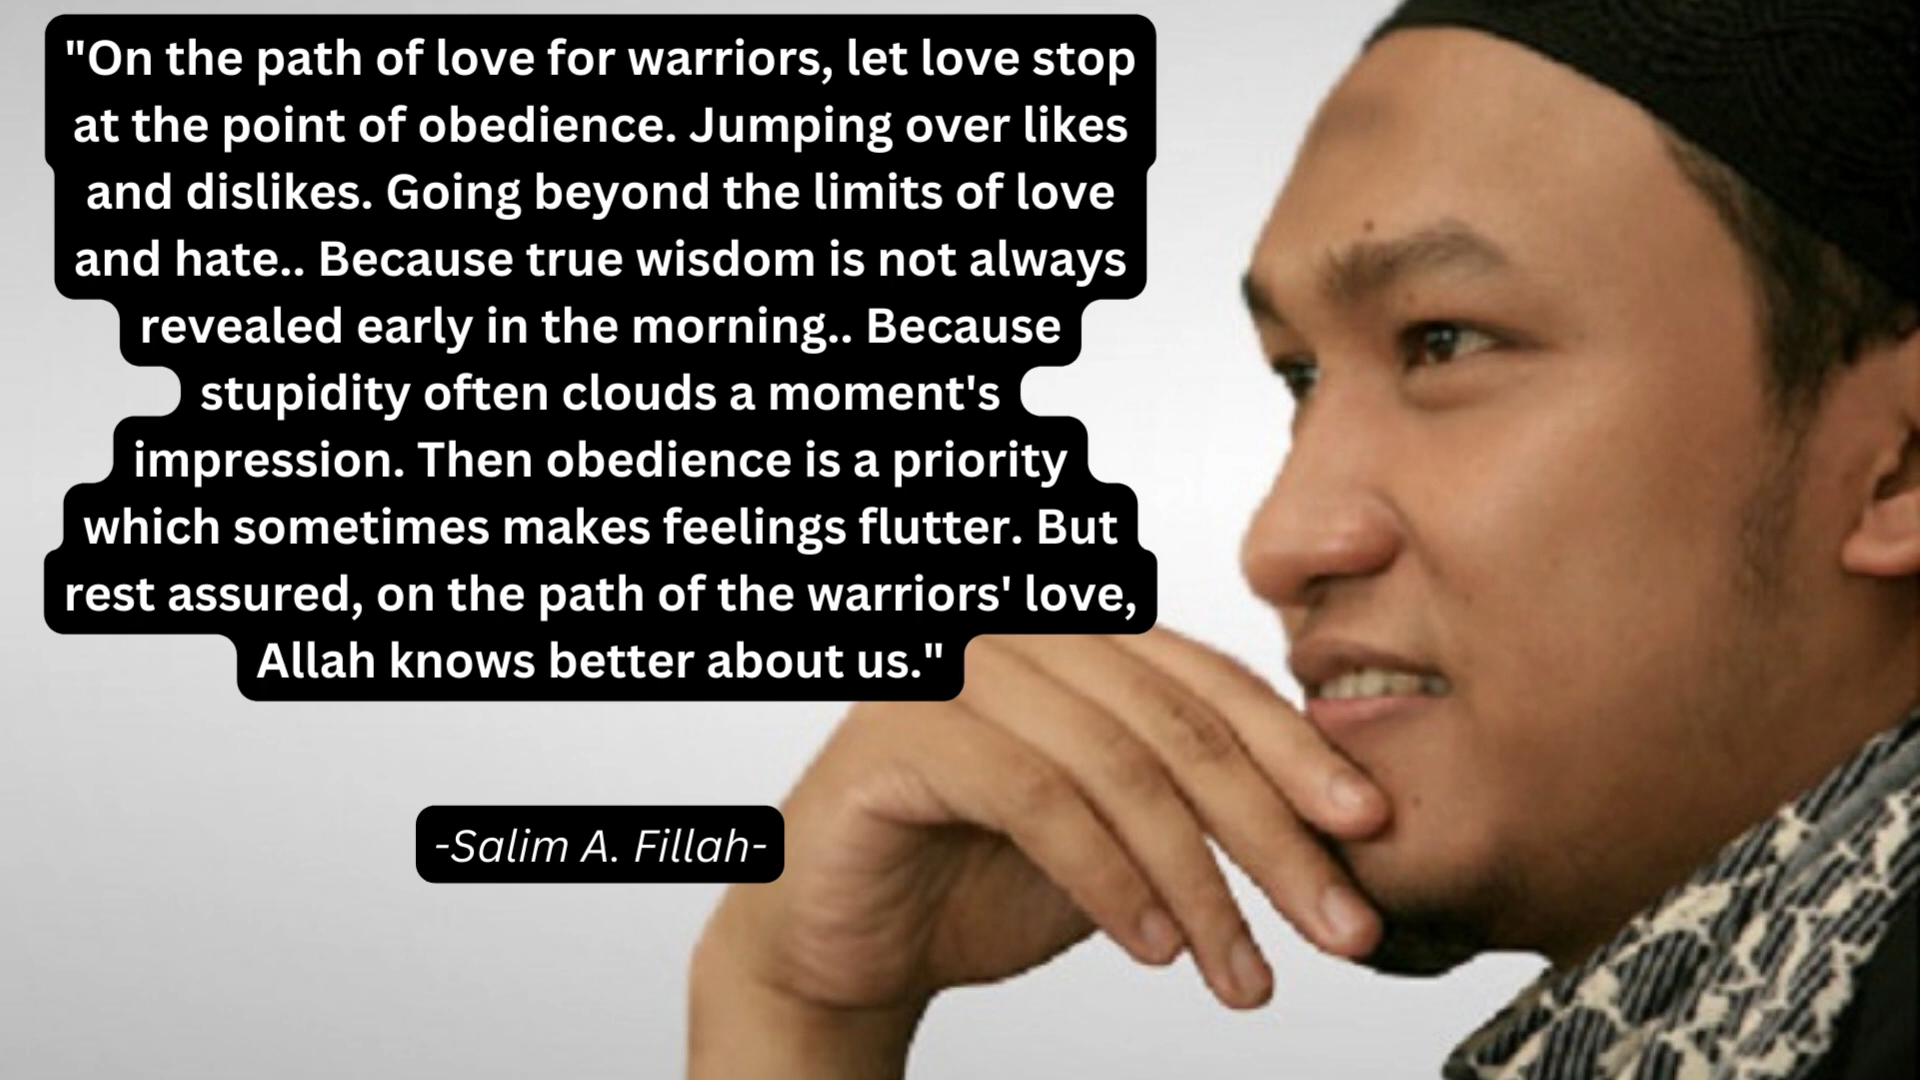 "On the path of love for warriors, let love stop
at the point of obedience. Jumping over likes
and dislikes. Going beyond the limits of love
and hate.. Because true wisdom is not always
revealed early in the morning.. Because
stupidity often clouds a moment's
impression. Then obedience is a priority
which sometimes makes feelings flutter. But
rest assured, on the path of the warriors' love,
Allah knows better about us."
-Salim A. Fillah-